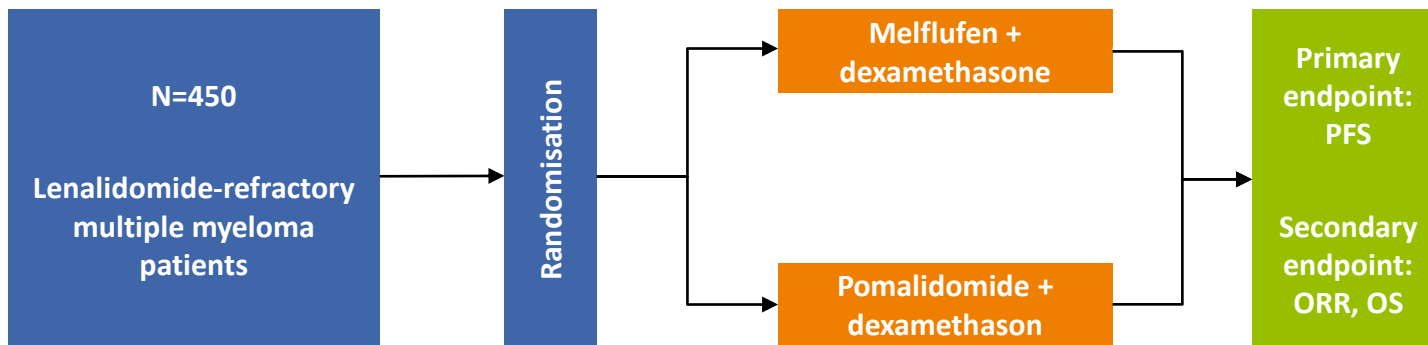 N=450
Lenalidomide-refractory
multiple myeloma
patients
Randomisation
Melflufen +
dexamethasone
Pomalidomide +
dexamethason
Primary
endpoint:
PFS
Secondary
endpoint:
ORR, OS